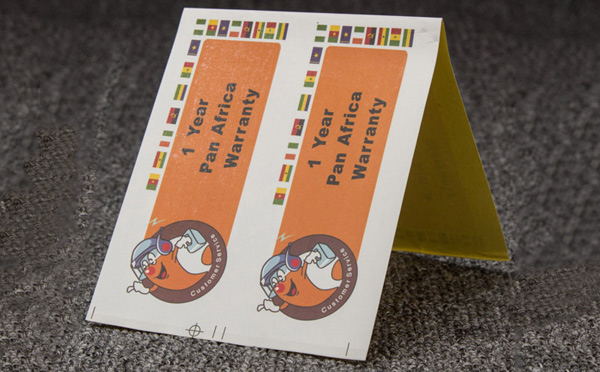 1 Year
Pan Africa
Warranty
Customer Service
1 Year
Pan Africa
Warranty
Customer Service